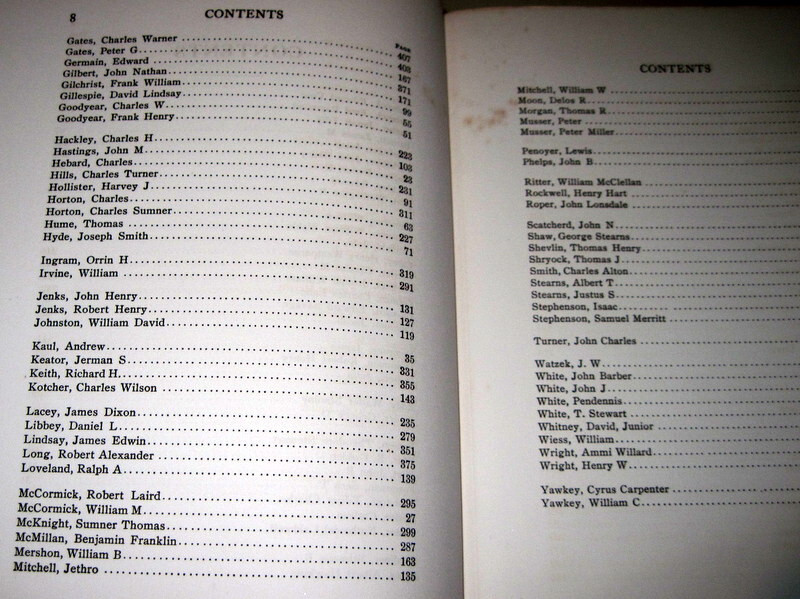 8 CONTENTS
Page
Gates, Charles Warner 407
Gates, Peter G. 408
Germain, Edward 167
Gilbert, John Nathan 371
Gilchrist, Frank William 171
Gillespie, David Lindsay 99
Goodyear, Charles W. 55
Goodyear, Frank Henry 51
Hackley, Charles H. 223
Hastings, John M. 103
Hebard, Charles 23
Hills, Charles Turner 231
Hollister, Harvey J. 91
Horton, Charles 311
Horton, Charles Sumner 63
Hume, Thomas 227
Hyde, Joseph Smith 71
Ingram, Orrin H. 319
Irvine, William 291
Jenks, John Henry 131
Jenks, Robert Henry 127
Johnston, William David 119
Kaul, Andrew 35
Keator, Jerman S. 331
Keith, Richard H. 355
Kotcher, Charles Wilson 143
Lacey, James Dixon 235
Libbey, Daniel L. 279
Lindsay, James Edwin 351
Long, Robert Alexander 375
Loveland, Ralph A. 139
McCormick, Robert Laird 295
McCormick, William M. 27
McKnight, Sumner Thomas 299
McMillan, Benjamin Franklin 287
Mershon, William B. 163
Mitchell, Jethro 135
CONTENTS
Mitchell, William W.
Moon, Delos R.
Morgan, Thomas R.
Musser, Peter
Musser, Peter Miller
Penoyer, Lewis
Phelps, John B.
Ritter, William McClellan
Rockwell, Henry Hart
Roper, John Lonsdale
Scatcherd, John N.
Shaw, George Stearns
Shevlin, Thomas Henry
Shryock, Thomas J.
Smith, Charles Alton
Stearns, Albert T.
Stearns, Justus S.
Stephenson, Isaac
Stephenson, Samuel Merritt
Turner, John Charles
Watzek, J. W.
White, John Barber
White, John J.
White, Pendennis
White, T. Stewart
Whitney, David, Junior
Wiess, William
Wright, Ammi Willard
Wright, Henry W.
Yawkey, Cyrus Carpenter
Yawkey, William C.